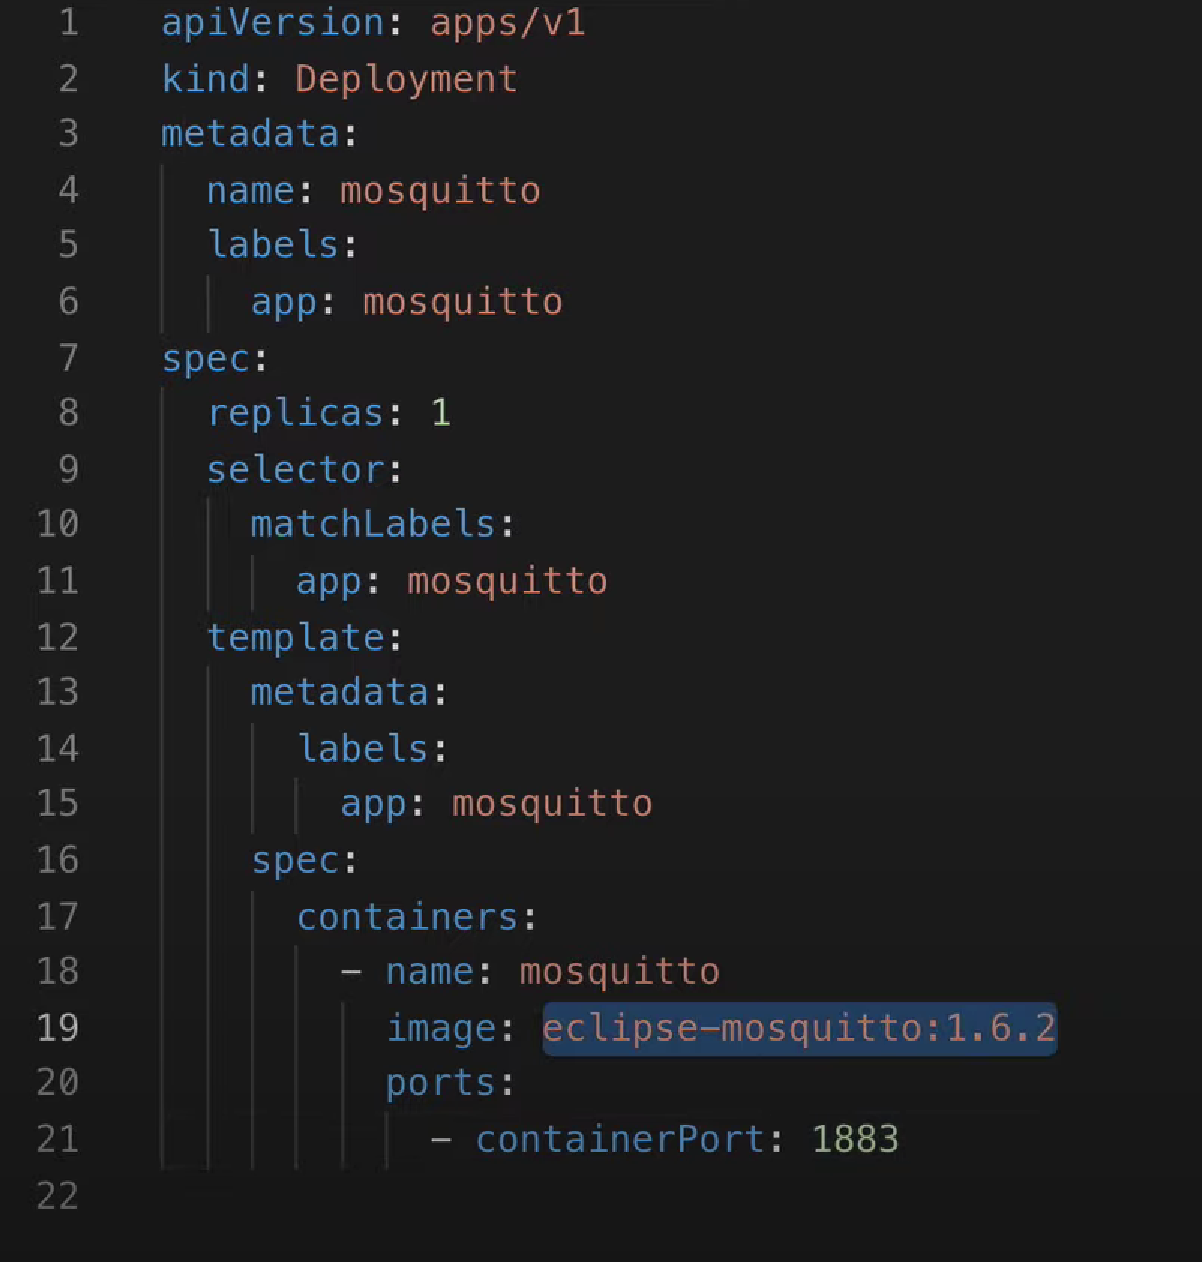 1 apiVersion: apps/v1
2 kind: Deployment
3 metadata:
4   name: mosquitto
5   labels:
6     app: mosquitto
7 spec:
8   replicas: 1
9   selector:
10     matchLabels:
11       app: mosquitto
12   template:
13     metadata:
14       labels:
15         app: mosquitto
16     spec:
17       containers:
18         - name: mosquitto
19           image: eclipse-mosquitto:1.6.2
20           ports:
21             - containerPort: 1883
22